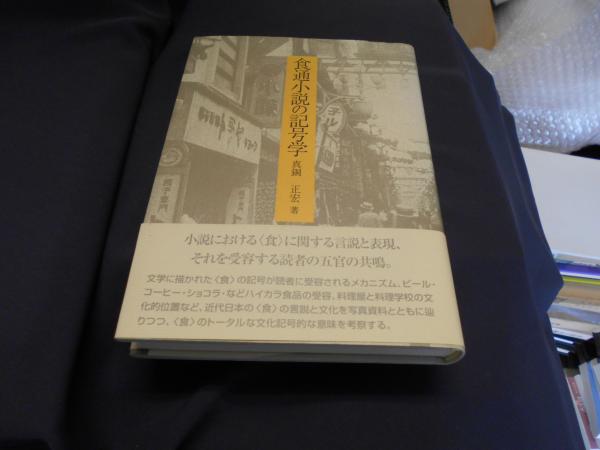 食通小説の記号学
真銅 正宏 著
小説における〈食〉に関する言説と表現、
それを受容する読者の五官の共鳴。
文学に描かれた〈食〉の記号が読者に受容されるメカニズム、ビール・
コーヒー・ショコラ・などハイカラ食品の受容、料理屋と料理学校の文
化的位置など、近代日本の〈食〉の言説と文化を写真資料とともに辿
りつつ、〈食〉のトータルな文化記号的な意味を考察する。